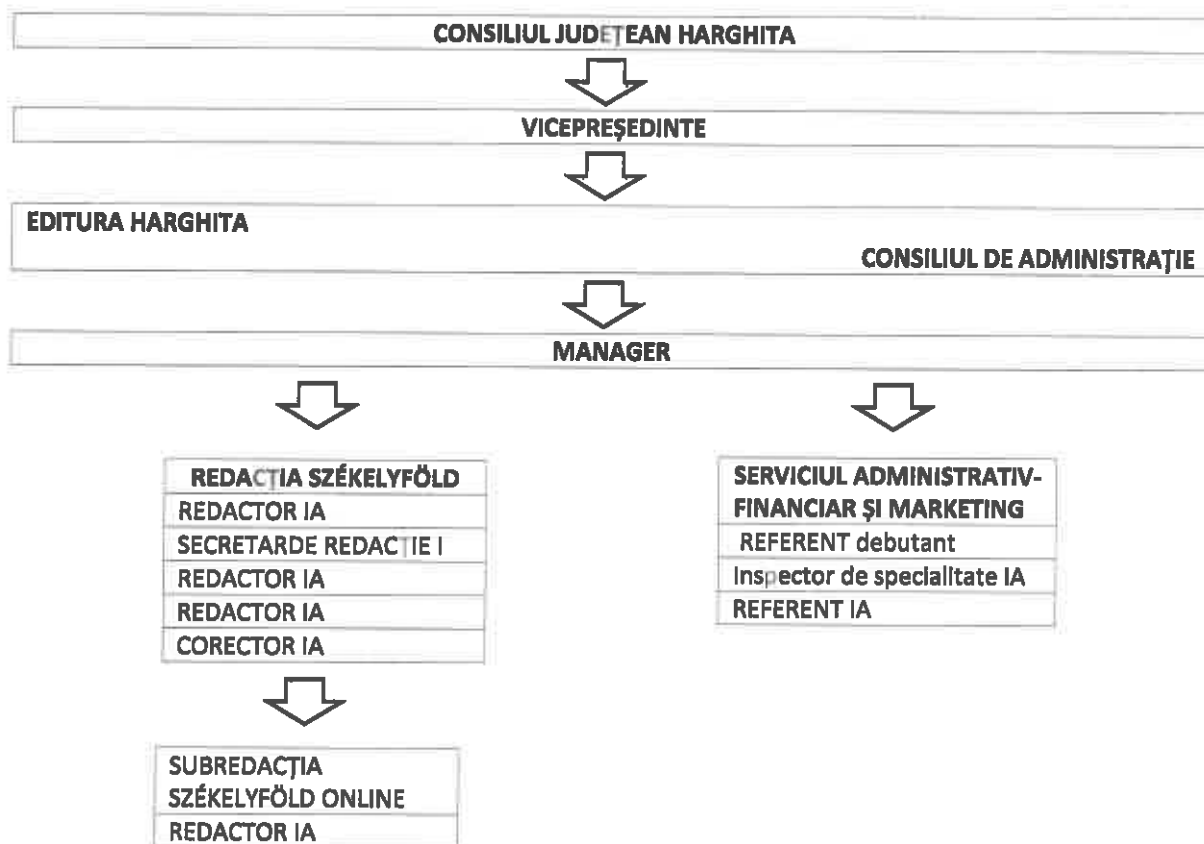 CONSILIUL JUDEȚEAN HARGHITA
VICEPREȘEDINTE
EDITURA HARGHITA
CONSILIUL DE ADMINISTRAȚIE
MANAGER
REDACȚIA SZÉKELYFÖLD
REDACTOR IA
SECRETARDE REDACȚIE I
REDACTOR IA
REDACTOR IA
CORECTOR IA
SERVICIUL ADMINISTRATIV-
FINANCIAR ȘI MARKETING
REFERENT debutant
Inspector de specialitate IA
REFERENT IA
SUBREDACȚIA
SZÉKELYFÖLD ONLINE
REDACTOR IA